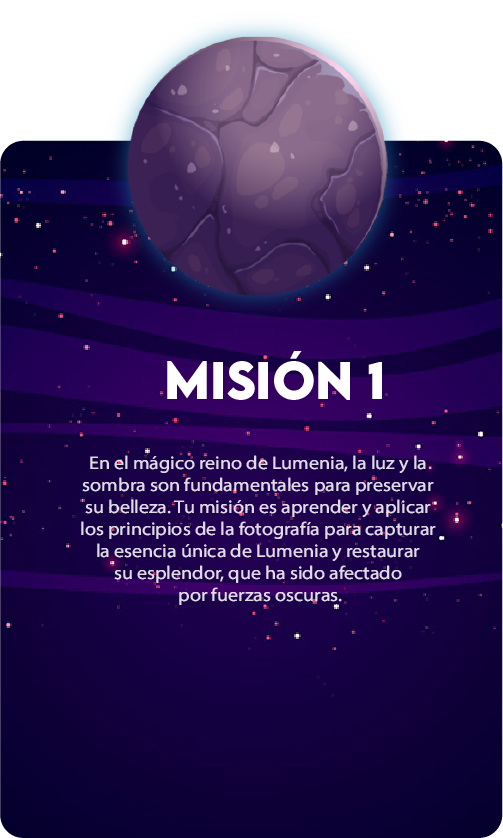 MISIÓN 1
En el mágico reino de Lumenia, la luz y la
sombra son fundamentales para preservar
su belleza. Tu misión es aprender y aplicar
los principios de la fotografía para capturar
la esencia única de Lumenia y restaurar
su esplendor, que ha sido afectado
por fuerzas oscuras.